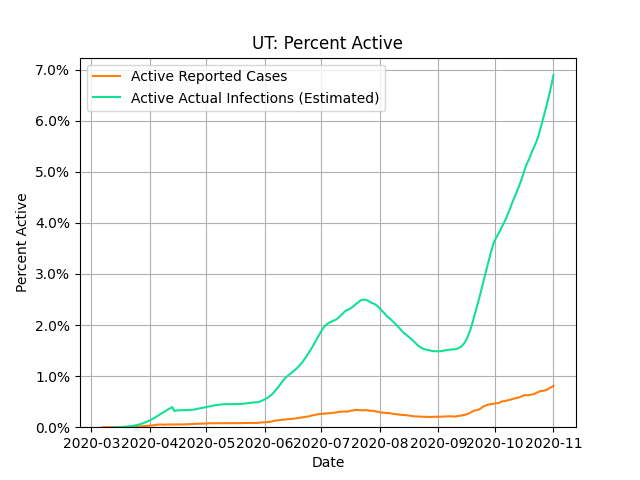 UT: Percent Active
Active Reported Cases
Active Actual Infections (Estimated)
7.0%
6.0%
5.0%
4.0%
3.0%
2.0%
1.0%
0.0%
Percent Active
2020-03 2020-04 2020-05 2020-06 2020-07 2020-08 2020-09 2020-10 2020-11
Date